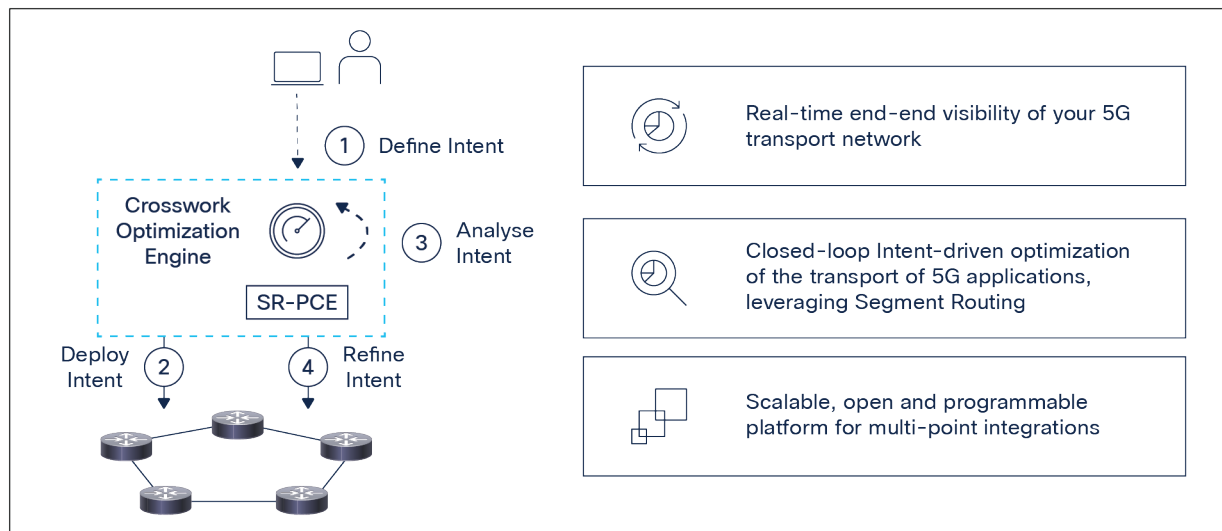 1
Define Intent
Crosswork
Optimization
Engine
3
Analyse
Intent
SR-PCE
Deploy
Intent
2
4
Refine
Intent
Real-time end-end visibility of your 5G
transport network
Closed-loop Intent-driven optimization
of the transport of 5G applications,
leveraging Segment Routing
Scalable, open and programmable
platform for multi-point integrations